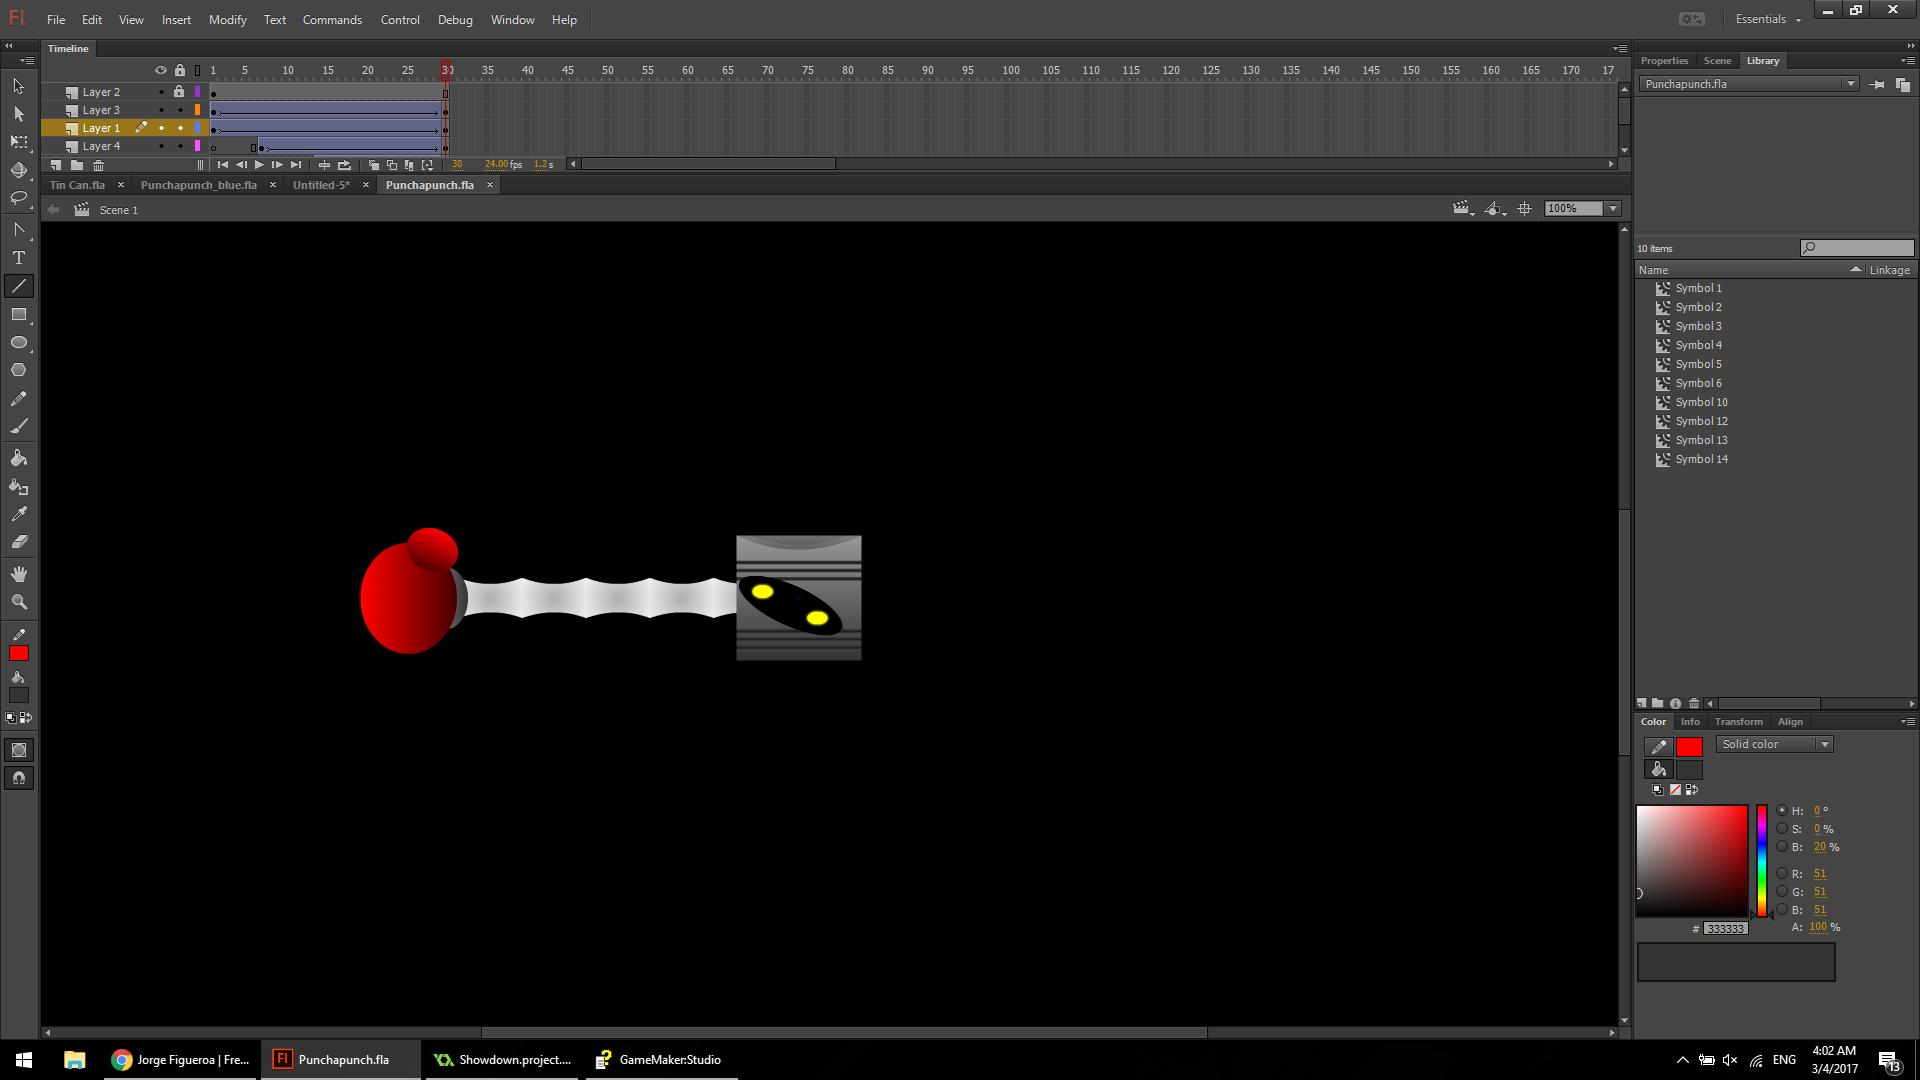 Fl File Edit View Insert Modify Text Commands Control Debug Window Help Essentials
Timeline
1 5 10 15 20 25 30 35 40 45 50 55 60 65 70 75 80 85 90 95 100 105 110 115 120 125 130 135 140 145 150 155 160 165 170 17
Layer 2
Layer 3
Layer 1
Layer 4
30 24.00 fps 1.2 s
Tin Can.fla Punchapunch_blue.fla Untitled-5* Punchapunch.fla
Scene 1 100%
Properties Scene Library
Punchapunch.fla
10 items
Name Linkage
Symbol 1
Symbol 2
Symbol 3
Symbol 4
Symbol 5
Symbol 6
Symbol 10
Symbol 12
Symbol 13
Symbol 14
Color Info Transform Align
Solid color
H: 0 °
S: 0 %
B: 20 %
R: 51
G: 51
B: 51
# 333333 A: 100 %
Jorge Figueroa | Fre... Fl Punchapunch.fla Showdown.project.... GameMaker:Studio ENG 4:02 AM
3/4/2017 13